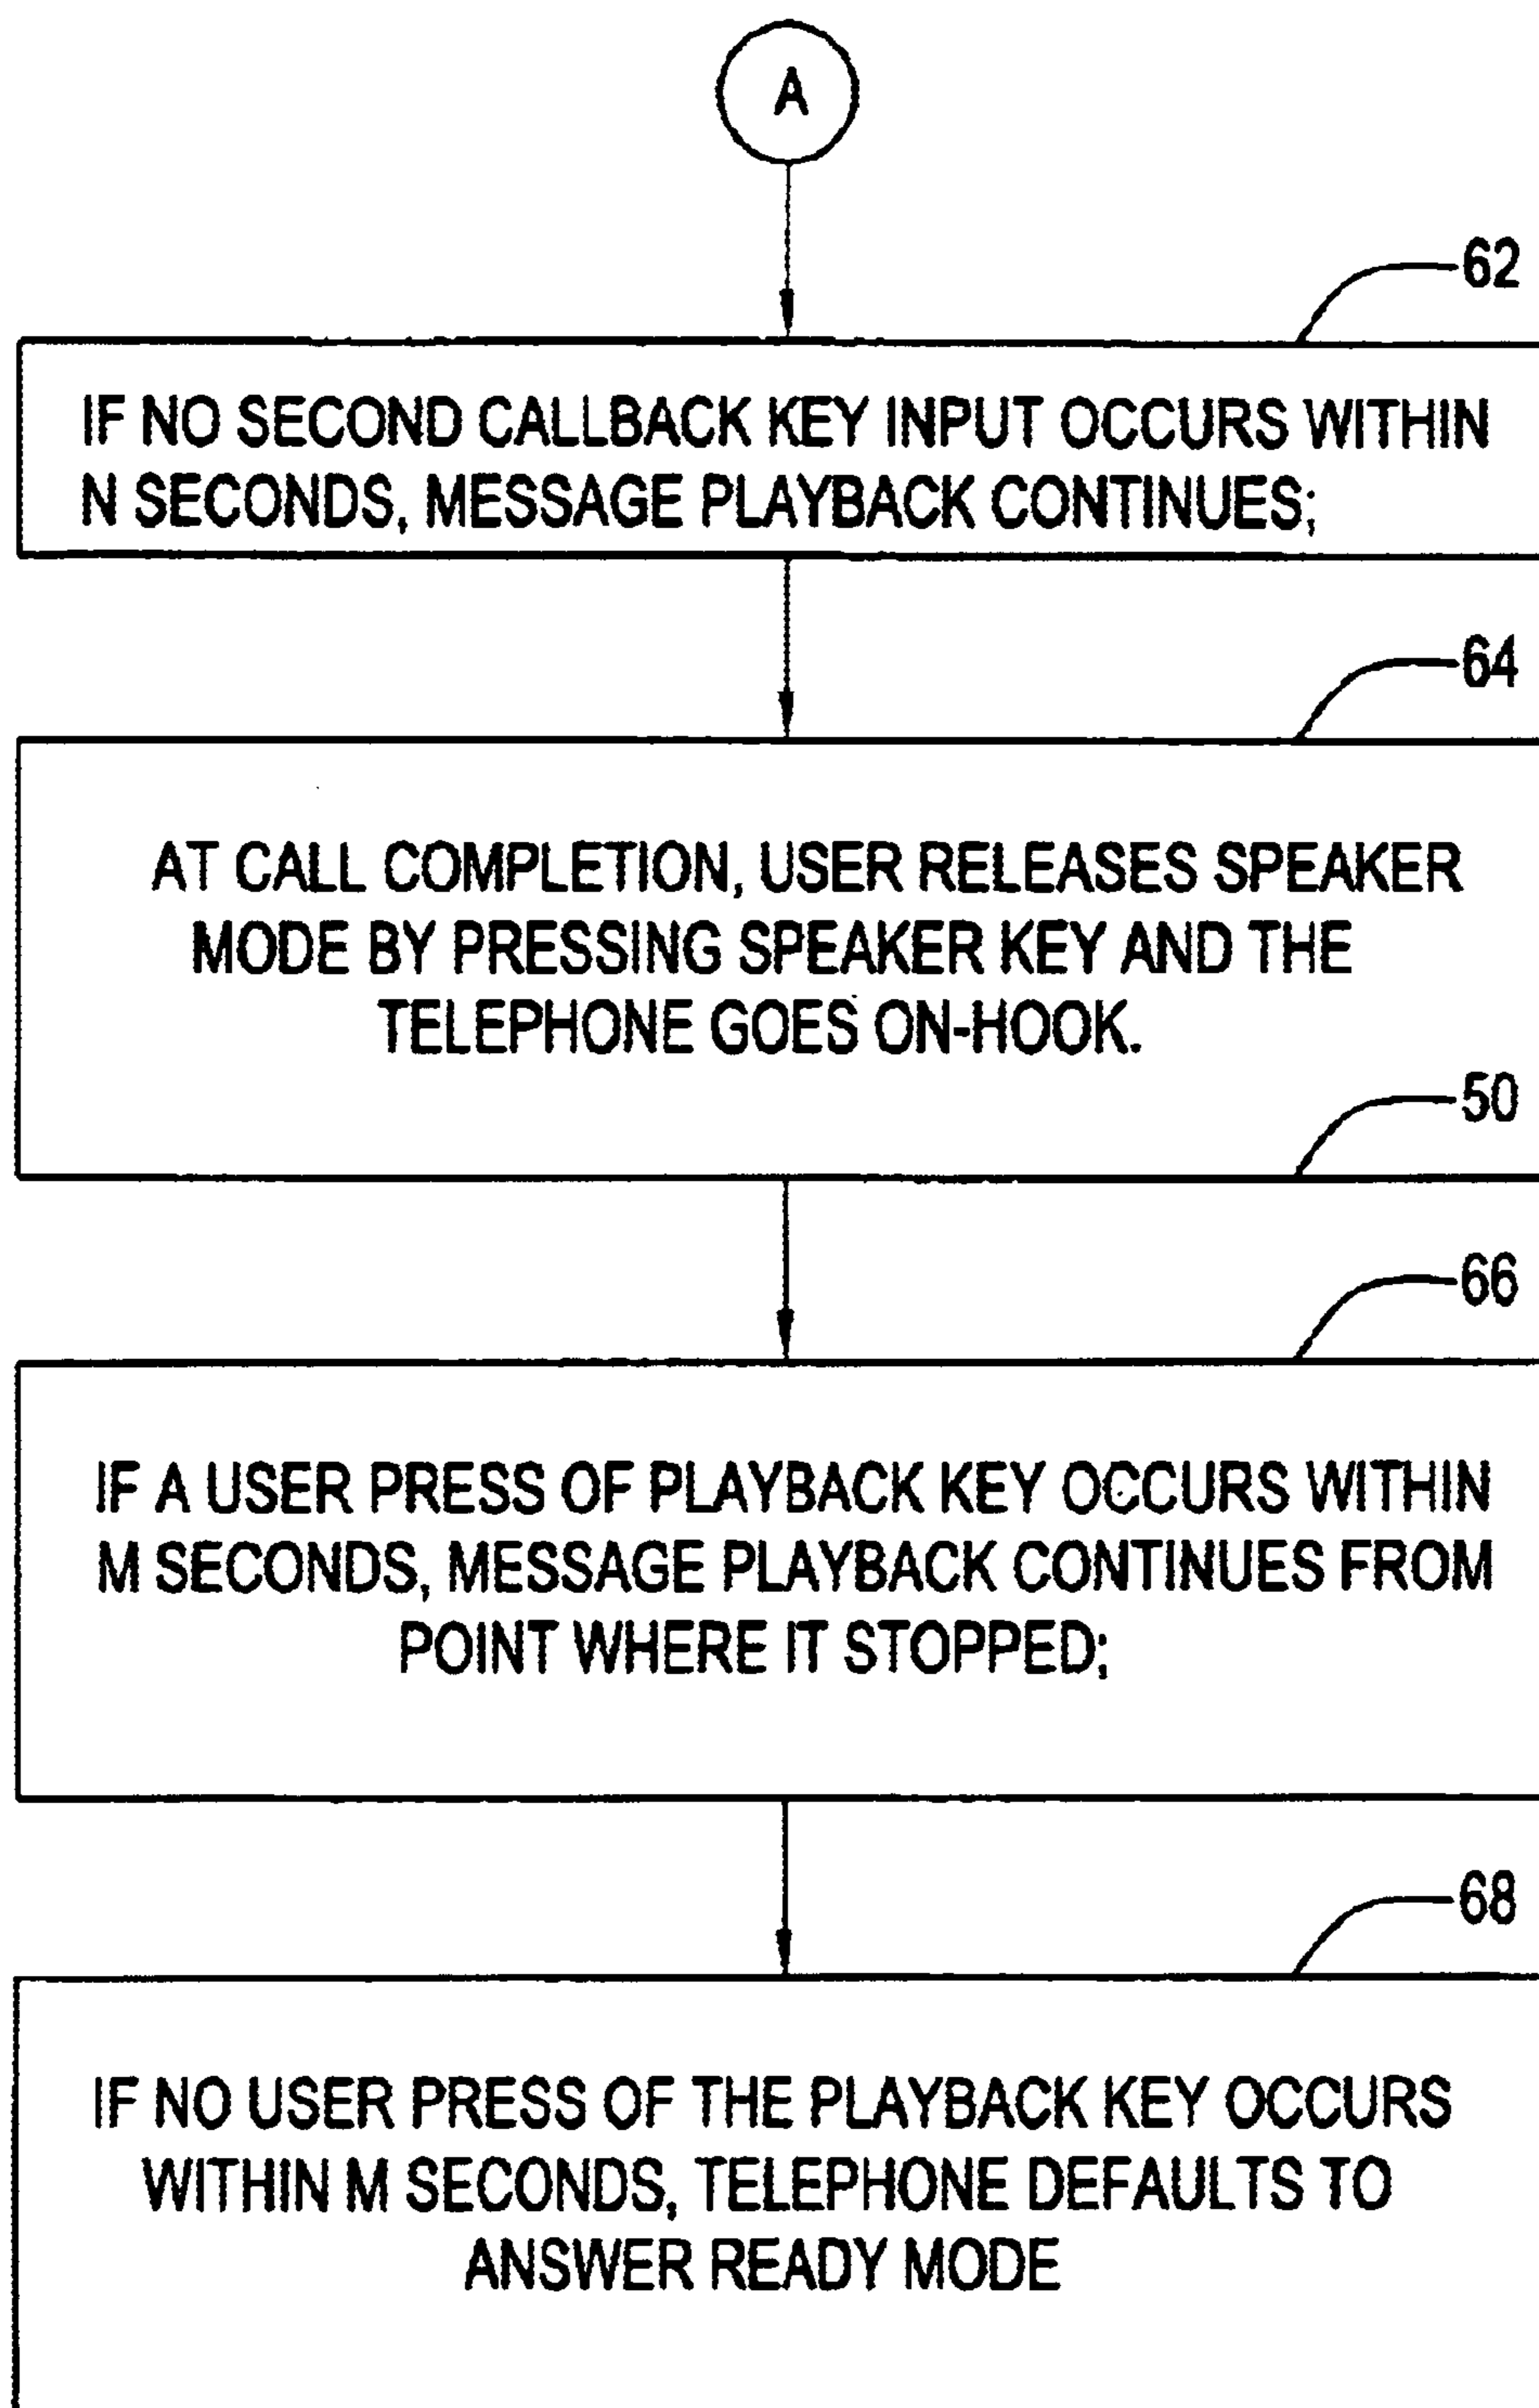 A
62
IF NO SECOND CALLBACK KEY INPUT OCCURS WITHIN
N SECONDS, MESSAGE PLAYBACK CONTINUES;
64
AT CALL COMPLETION, USER RELEASES SPEAKER
MODE BY PRESSING SPEAKER KEY AND THE
TELEPHONE GOES ON-HOOK.
50
66
IF A USER PRESS OF PLAYBACK KEY OCCURS WITHIN
M SECONDS, MESSAGE PLAYBACK CONTINUES FROM
POINT WHERE IT STOPPED;
68
IF NO USER PRESS OF THE PLAYBACK KEY OCCURS
WITHIN M SECONDS, TELEPHONE DEFAULTS TO
ANSWER READY MODE